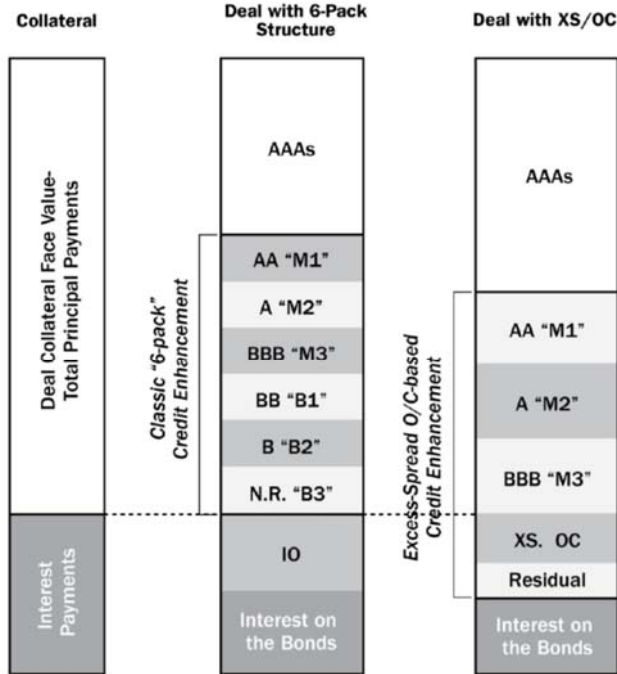 Collateral
Deal with 6-Pack
Structure
Deal with XS/OC
Deal Collateral Face Value-
Total Principal Payments
Interest
Payments
Classic "6-pack"
Credit Enhancement
AAAs
AA "M1"
A "M2"
BBB "M3"
BB "B1"
B "B2"
N.R. "B3"
IO
Interest on
the Bonds
Excess-Spread O/C-based
Credit Enhancement
AAAs
AA "M1"
A "M2"
BBB "M3"
XS. OC
Residual
Interest on
the Bonds